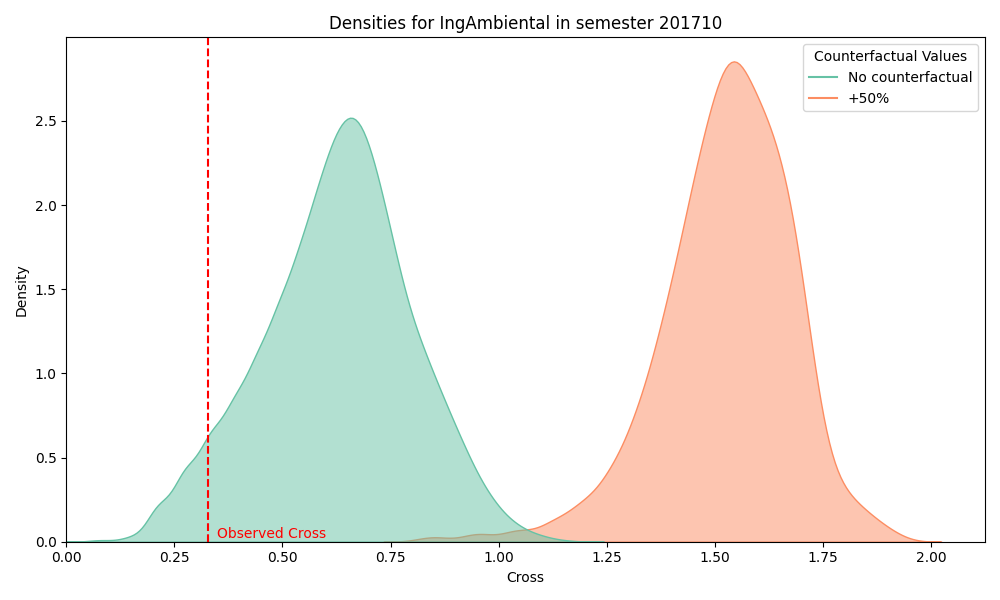 Densities for IngAmbiental in semester 201710
Counterfactual Values
No counterfactual
+50%
Density
2.5
2.0
1.5
1.0
0.5
0.0
Observed Cross
0.00 0.25 0.50 0.75 1.00 1.25 1.50 1.75 2.00
Cross